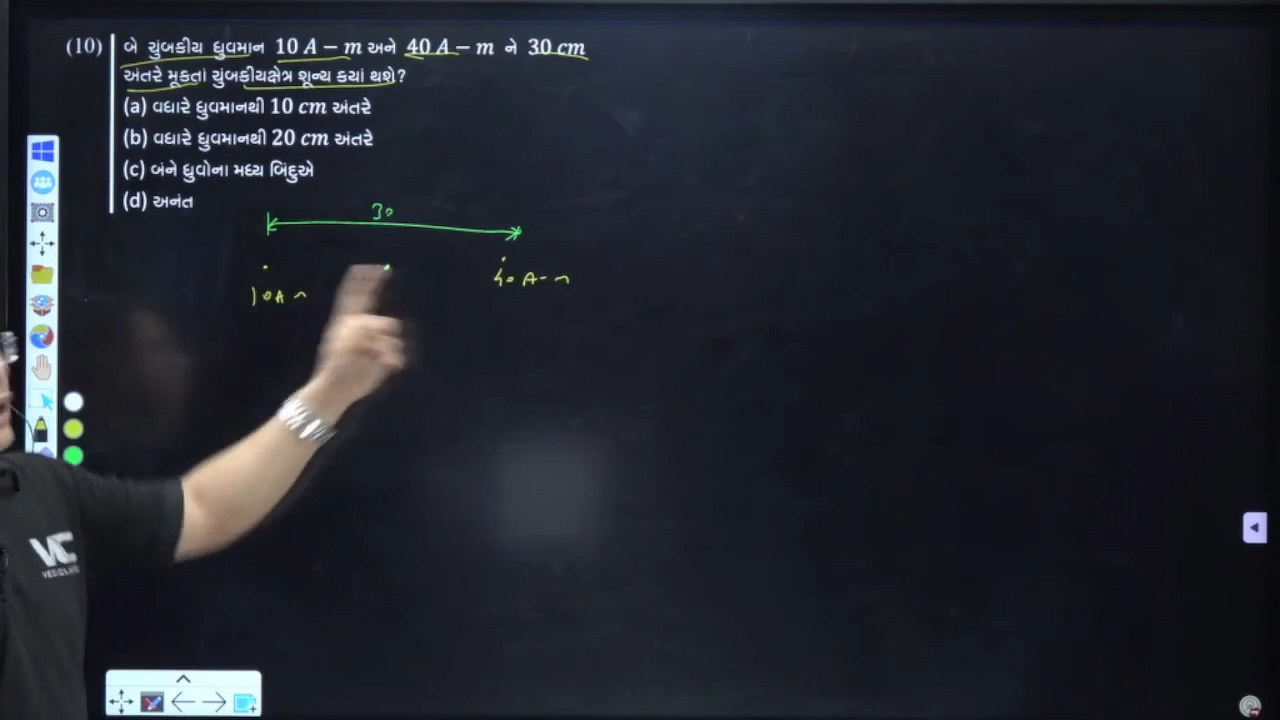 (10) બે ચુંબકીય ધ્રુવમાન 10 A − m અને 40 A − m ને 30 cm
અંતરે મૂકતાં ચુંબકીયક્ષેત્ર શૂન્ય કયાં થશે?
(a) વધારે ધ્રુવમાનથી 10 cm અંતરે
(b) વધારે ધ્રુવમાનથી 20 cm અંતરે
(c) બંને ધ્રુવોના મધ્ય બિંદુએ
(d) અનંત
30
10A m
40 A-m